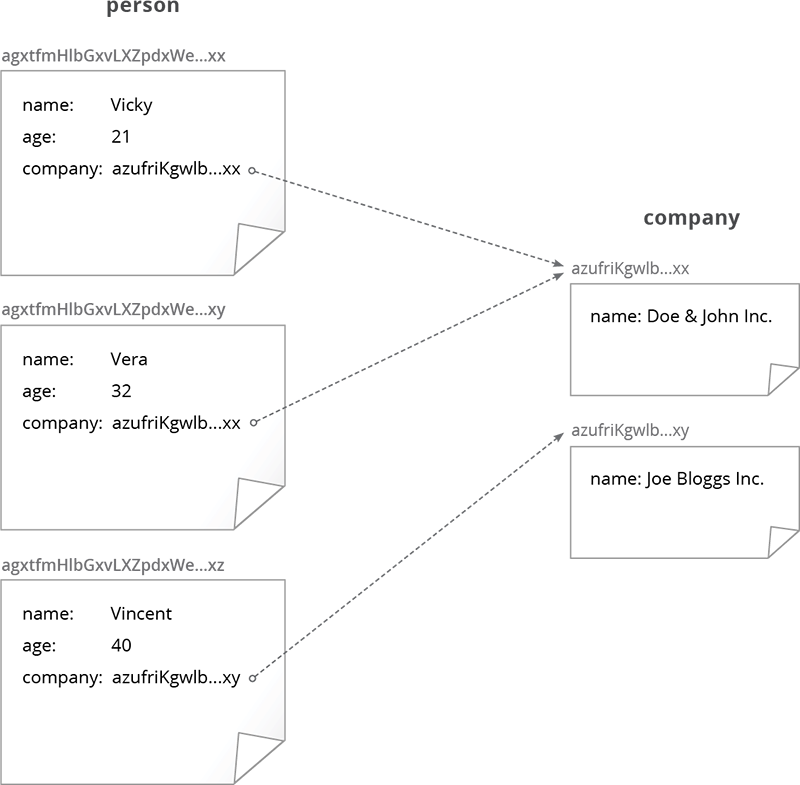 person
agxtfmHlbGxvLXZpdxWe...xx
name: Vicky
age: 21
company: azufriKgwlb...xx
agxtfmHlbGxvLXZpdxWe...xy
name: Vera
age: 32
company: azufriKgwlb...xx
agxtfmHlbGxvLXZpdxWe...xz
name: Vincent
age: 40
company: azufriKgwlb...xy
company
azufriKgwlb...xx
name: Doe & John Inc.
azufriKgwlb...xy
name: Joe Bloggs Inc.